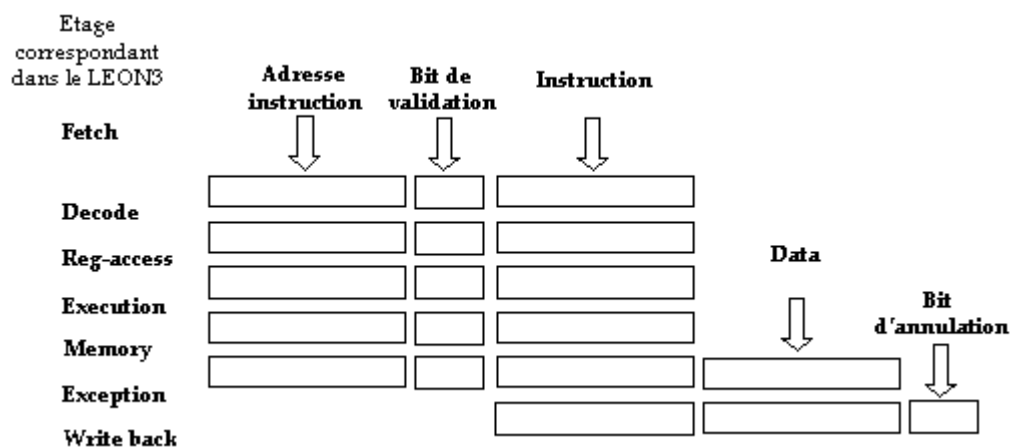 Etage
correspondant
dans le LEON3
Adresse
instruction
Bit de
validation
Instruction
Fetch
Decode
Reg-access
Data
Execution
Bit
d'annulation
Memory
Exception
Write back